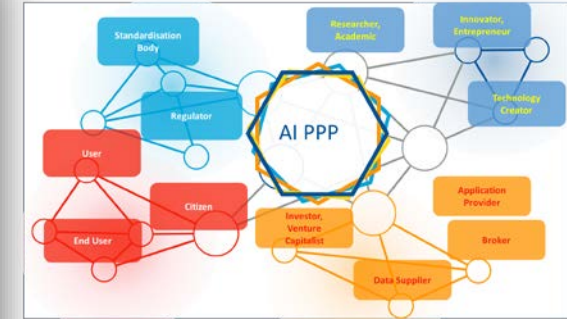 Standardisation
Body
Researcher,
Academic
Innovator,
Entrepreneur
Regulator
Technology
Creator
AI PPP
User
Citizen
End User
Investor,
Venture
Capitalist
Application
Provider
Broker
Data Supplier